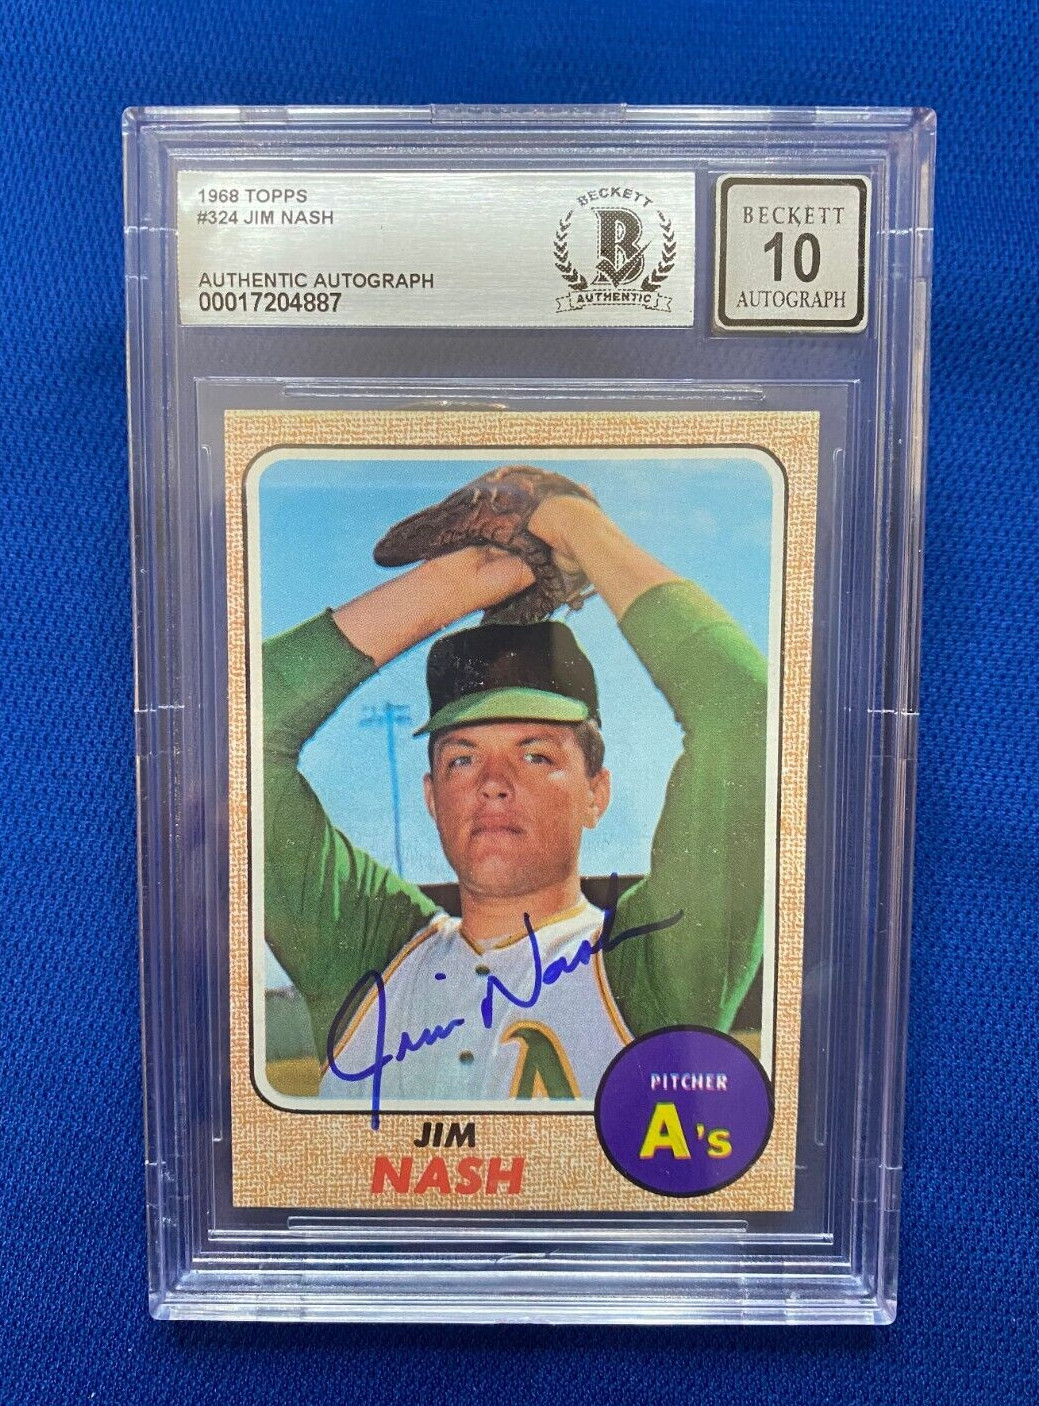 1968 TOPPS
#324 JIM NASH
AUTHENTIC AUTOGRAPH
00017204887
BECKETT
B
AUTHENTIC
BECKETT
10
AUTOGRAPH
Jim Nash
A
PITCHER
A's
JIM
NASH